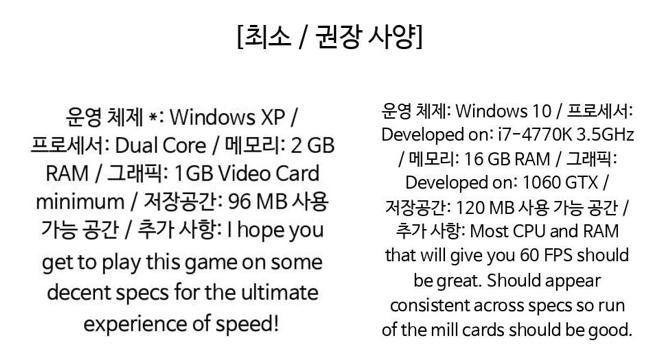 [최소 / 권장 사양]
운영 체제 *: Windows XP /
프로세서: Dual Core / 메모리: 2 GB
RAM / 그래픽: 1GB Video Card
minimum / 저장공간: 96 MB 사용
가능 공간 / 추가 사항: I hope you
get to play this game on some
decent specs for the ultimate
experience of speed!
운영 체제: Windows 10 / 프로세서:
Developed on: i7-4770K 3.5GHz
/ 메모리: 16 GB RAM / 그래픽:
Developed on: 1060 GTX /
저장공간: 120 MB 사용 가능 공간 /
추가 사항: Most CPU and RAM
that will give you 60 FPS should
be great. Should appear
consistent across specs so run
of the mill cards should be good.